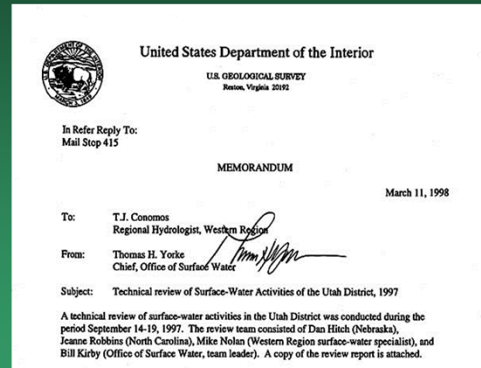 United States Department of the Interior
U.S. GEOLOGICAL SURVEY
Reston, Virginia 20192
In Refer Reply To:
Mail Stop 415
MEMORANDUM
March 11, 1998
To: T.J. Conomos
Regional Hydrologist, Western Region
From: Thomas H. Yorke
Chief, Office of Surface Water
Subject: Technical review of Surface-Water Activities of the Utah District, 1997
A technical review of surface-water activities in the Utah District was conducted during the
period September 14-19, 1997. The review team consisted of Dan Hitch (Nebraska),
Jeanne Robbins (North Carolina), Mike Nolan (Western Region surface-water specialist), and
Bill Kirby (Office of Surface Water, team leader). A copy of the review report is attached.